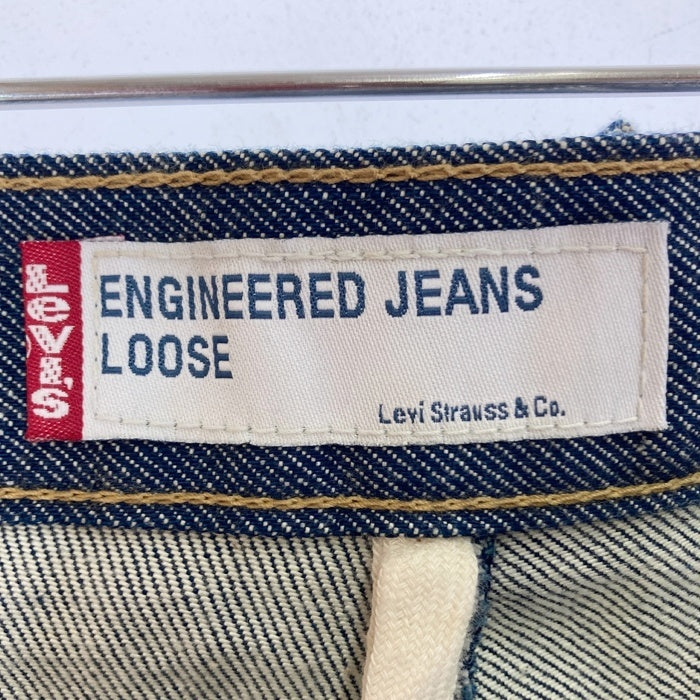 LEVI'S
ENGINEERED JEANS
LOOSE
Levi Strauss & Co.